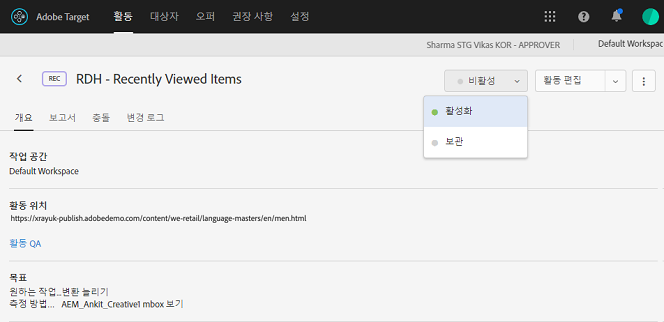 Adobe Target 활동 대상자 오퍼 권장 사항 설정
Sharma STG Vikas KOR - APPROVER Default Workspac
REC RDH - Recently Viewed Items 비활성 활동 편집
활성화
보관
개요 보고서 충돌 변경 로그
작업 공간
Default Workspace
활동 위치
https://xrayuk-publish.adobedemo.com/content/we-retail/language-masters/en/men.html
활동 QA
목표
원하는 작업...변환 늘리기
측정 방법... AEM_Ankit_Creative1 mbox 보기